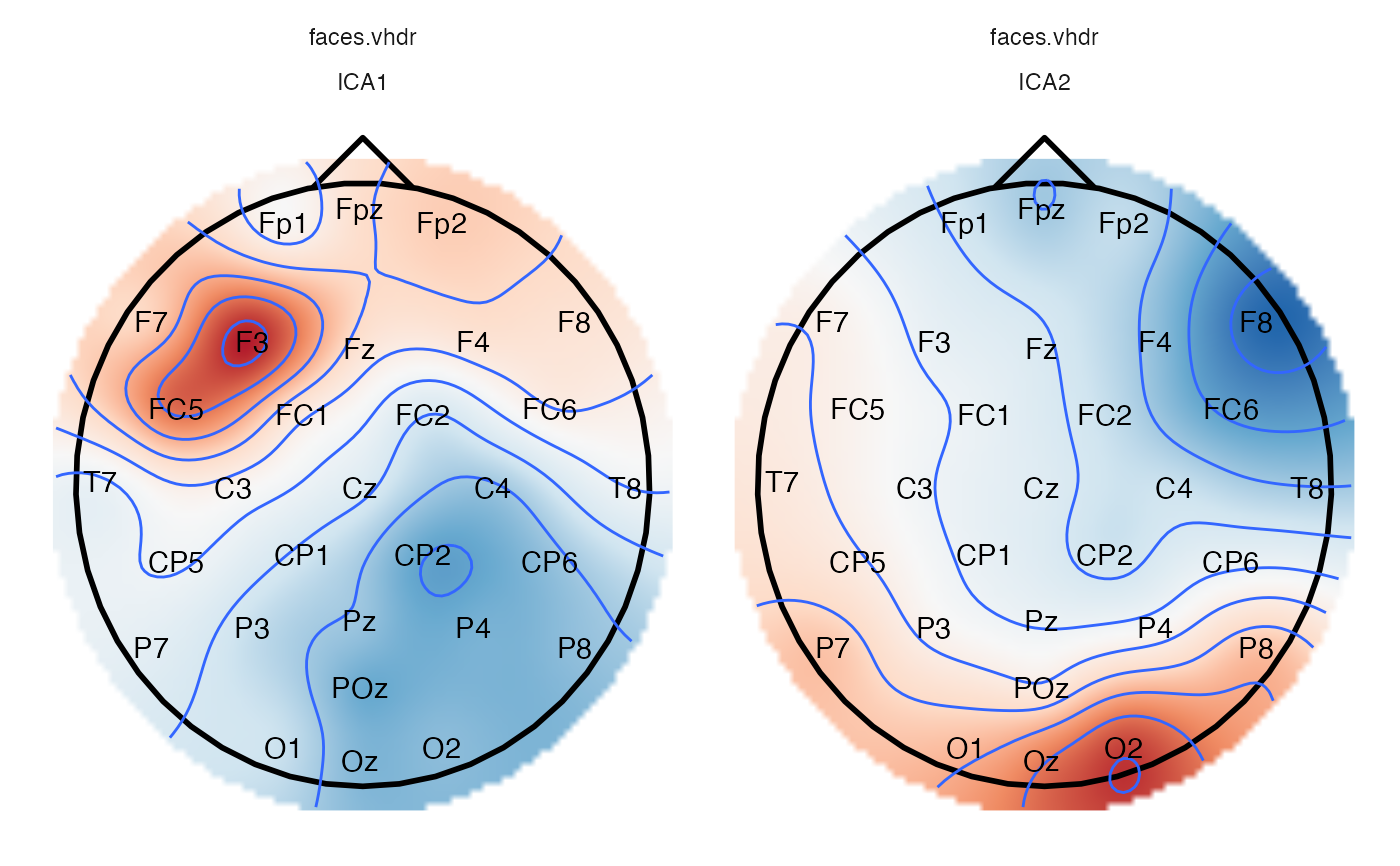 faces.vhdr
ICA1
Fp1 Fpz Fp2
F7 F3 Fz F4 F8
FC5 FC1 FC2 FC6
T7 C3 Cz C4 T8
CP5 CP1 CP2 CP6
P7 P3 Pz P4 P8
POz
O1 Oz O2
faces.vhdr
ICA2
Fp1 Fpz Fp2
F7 F3 Fz F4 F8
FC5 FC1 FC2 FC6
T7 C3 Cz C4 T8
CP5 CP1 CP2 CP6
P7 P3 Pz P4 P8
POz
O1 Oz O2